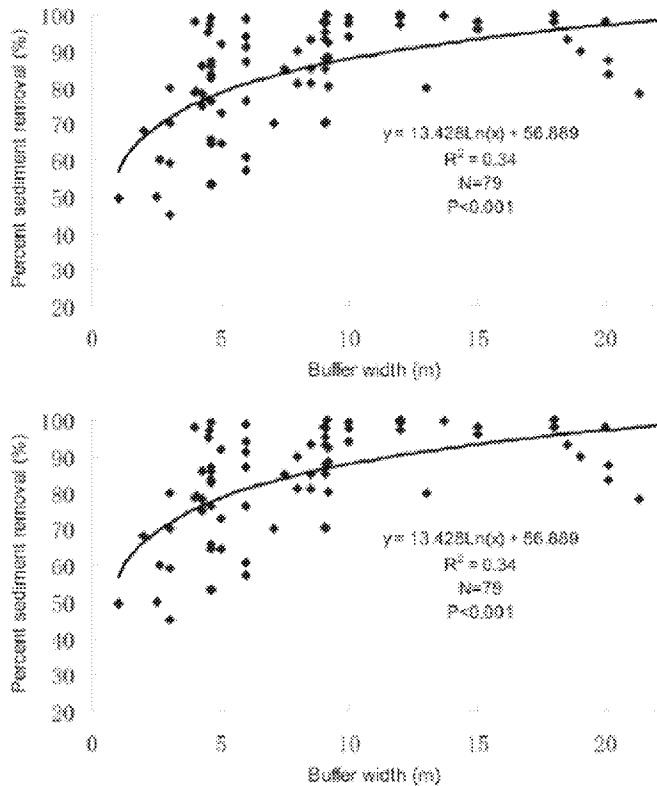 Percent sediment removal (%)
100
90
80
70
60
50
40
30
20
y = 13.428Ln(x) + 56.889
R² = 0.34
N=79
P<0.001
0 5 10 15 20
Buffer width (m)
Percent sediment removal (%)
100
90
80
70
60
50
40
30
20
y = 13.428Ln(x) + 56.889
R² = 0.34
N=79
P<0.001
0 5 10 15 20
Buffer width (m)